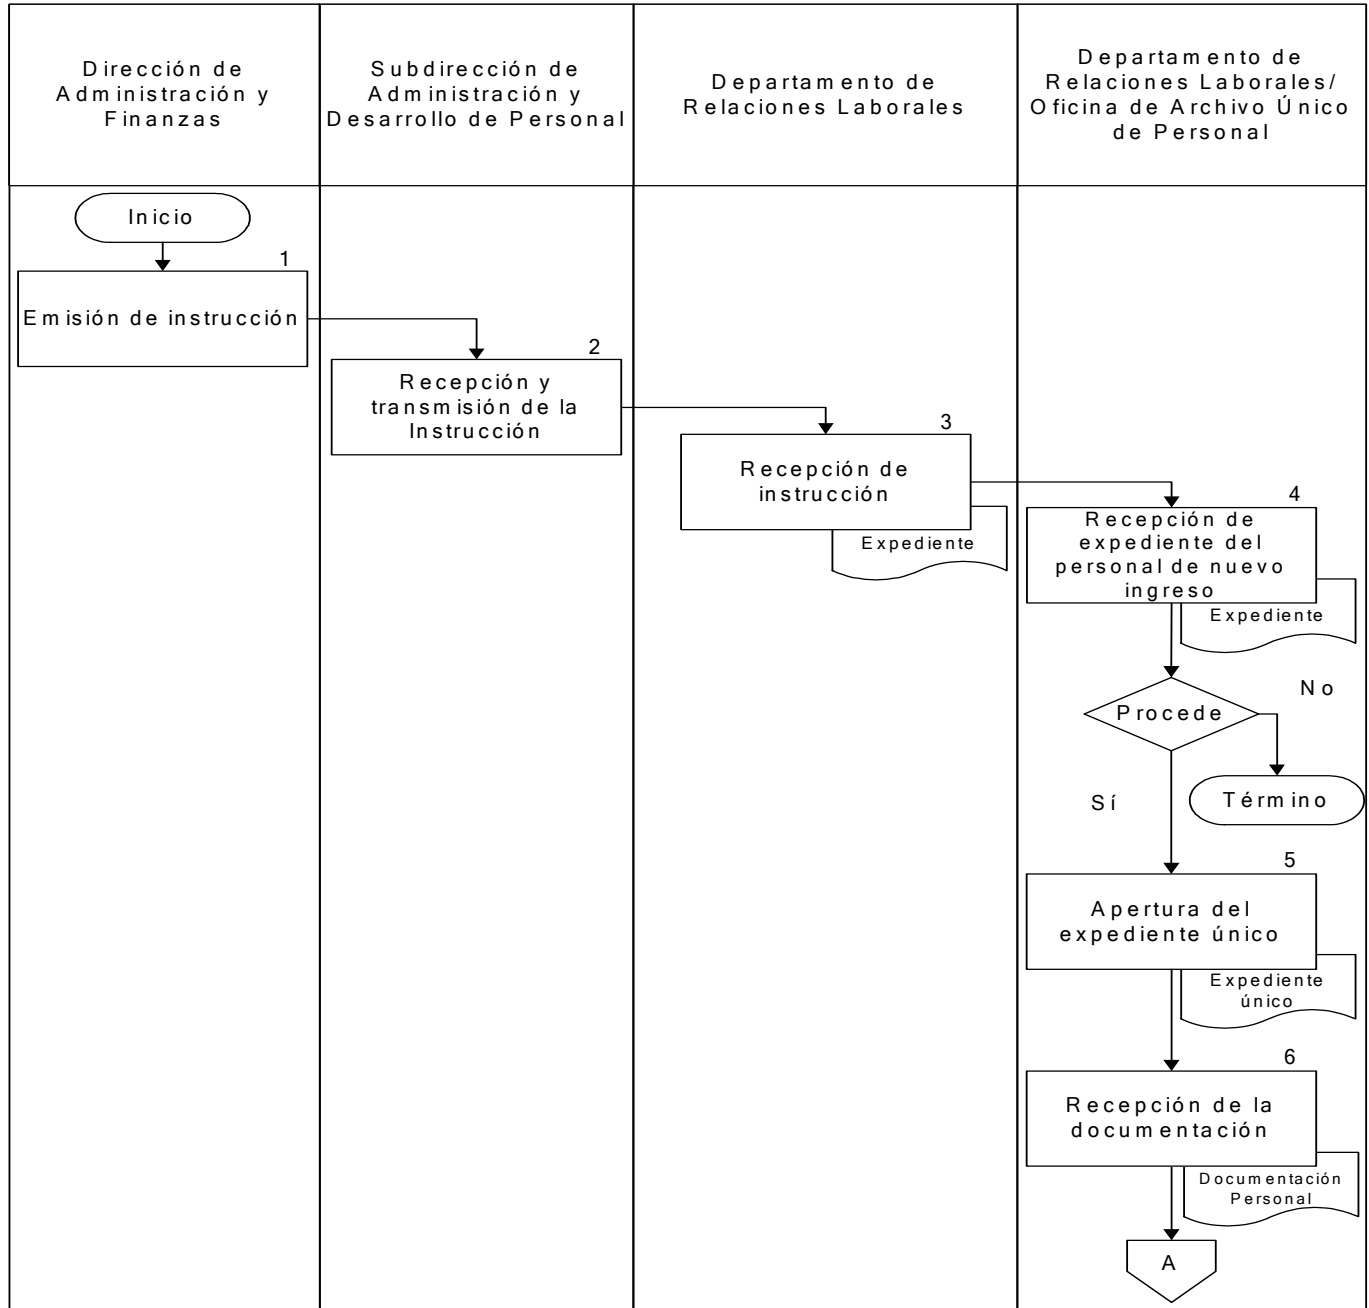 Dirección de
Administración y
Finanzas
Subdirección de
Administración y
Desarrollo de Personal
Departamento de
Relaciones Laborales
Departamento de
Relaciones Laborales/
Oficina de Archivo Único
de Personal
Inicio
1
Emisión de instrucción
2
Recepción y
transmisión de la
Instrucción
3
Recepción de
instrucción
Expediente
4
Recepción de
expediente del
personal de nuevo
ingreso
Expediente
Procede
No
Término
Sí
5
Apertura del
expediente único
Expediente
único
6
Recepción de la
documentación
Documentación
Personal
A